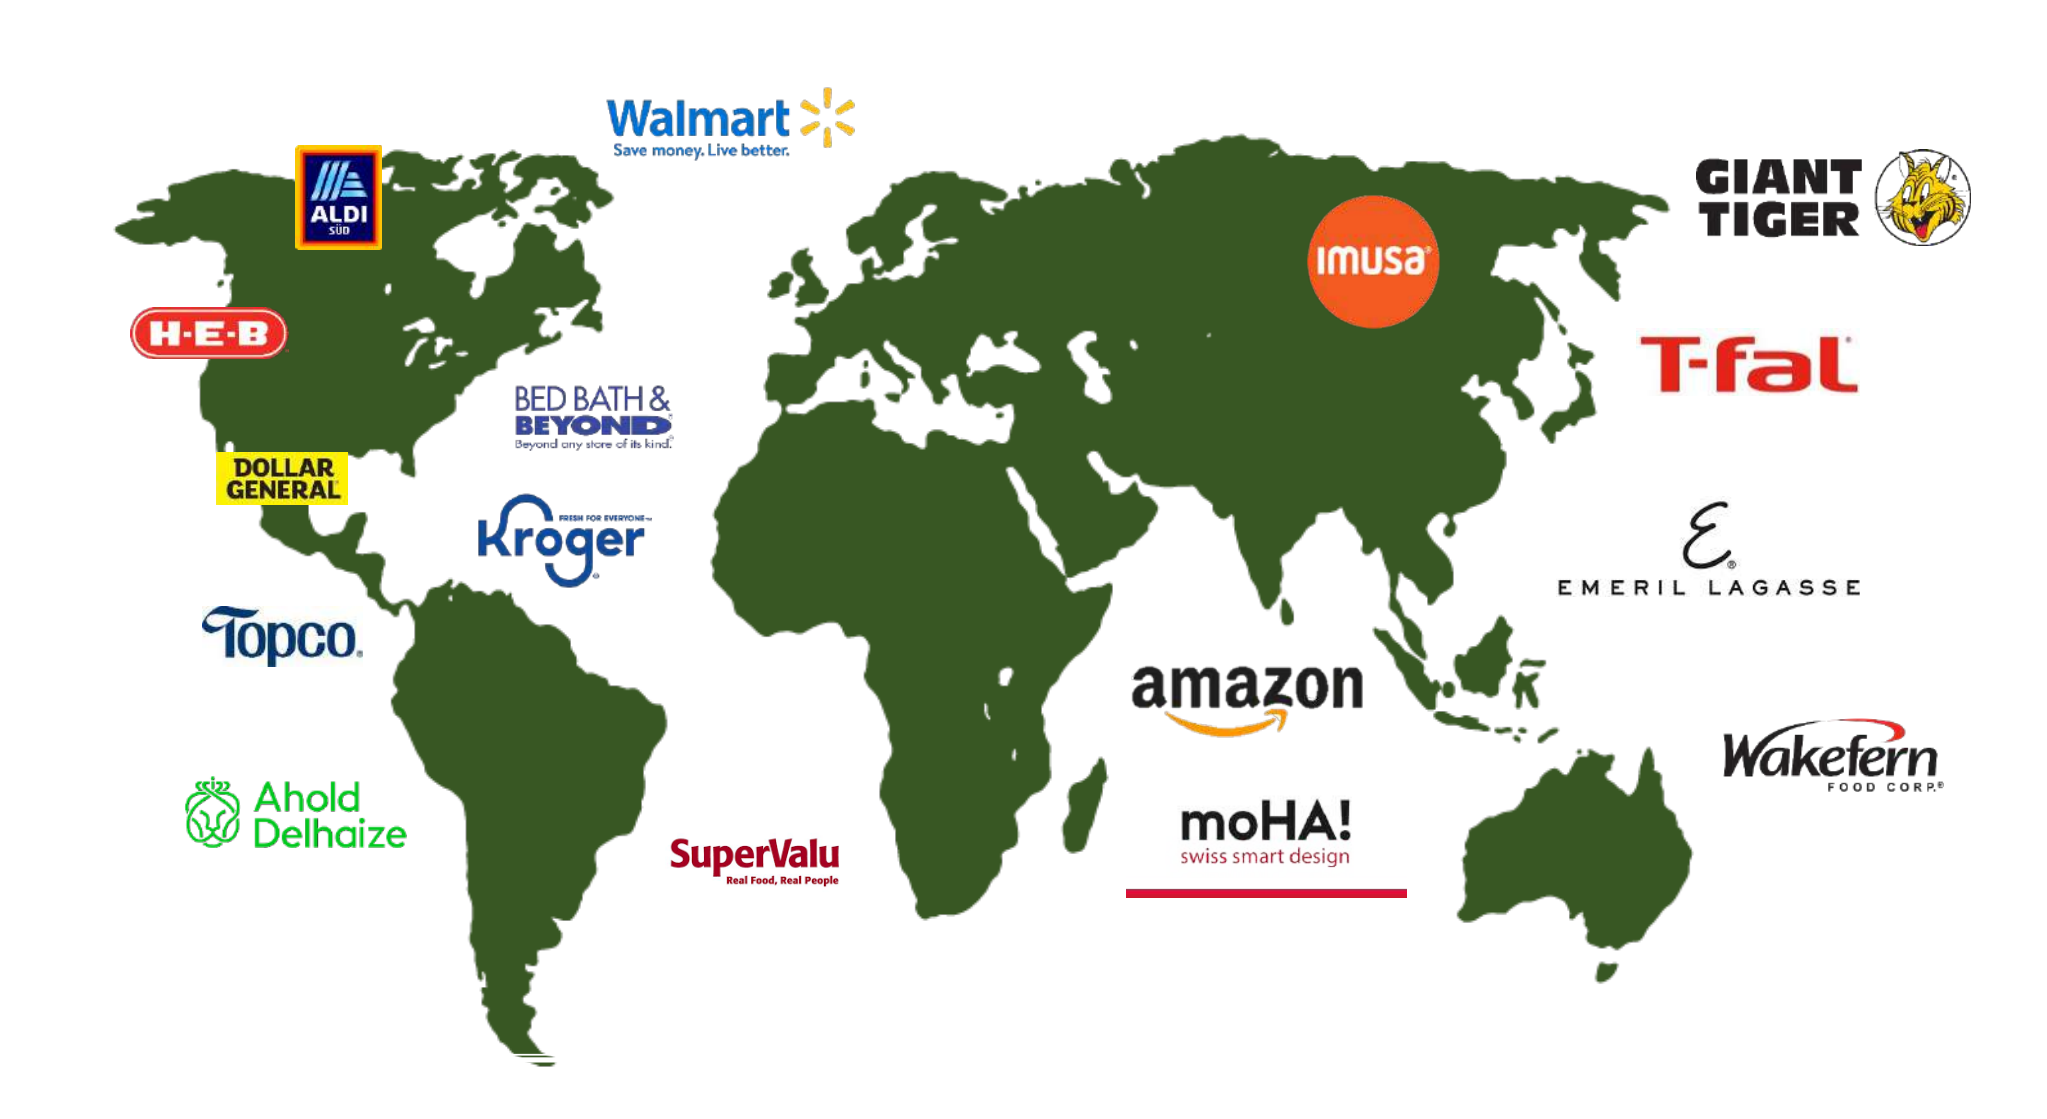 Walmart
Save money. Live better.
ALDI
SÜD
GIANT
TIGER
®
imusa®
H-E-B
T-fal®
BED BATH &
BEYOND®
Beyond any store of its kind.®
DOLLAR
GENERAL
FRESH FOR EVERYONE™
Kroger
®
E®
EMERIL LAGASSE
Topco®
amazon
Wakefern
FOOD CORP.®
Ahold
Delhaize
moHA!
swiss smart design
SuperValu
Real Food, Real People